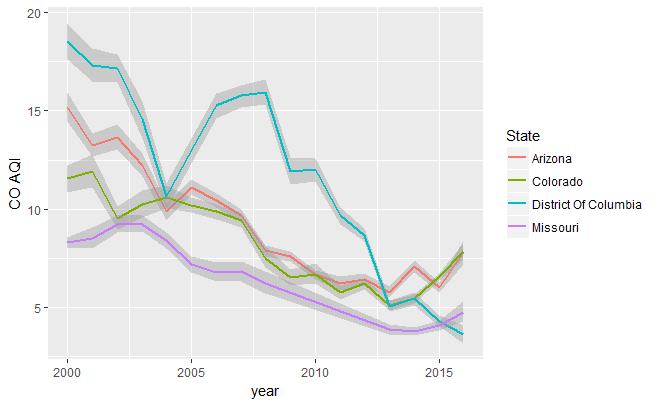 20
15
10
5
CO AQI
2000
2005
2010
2015
year
State
Arizona
Colorado
District Of Columbia
Missouri